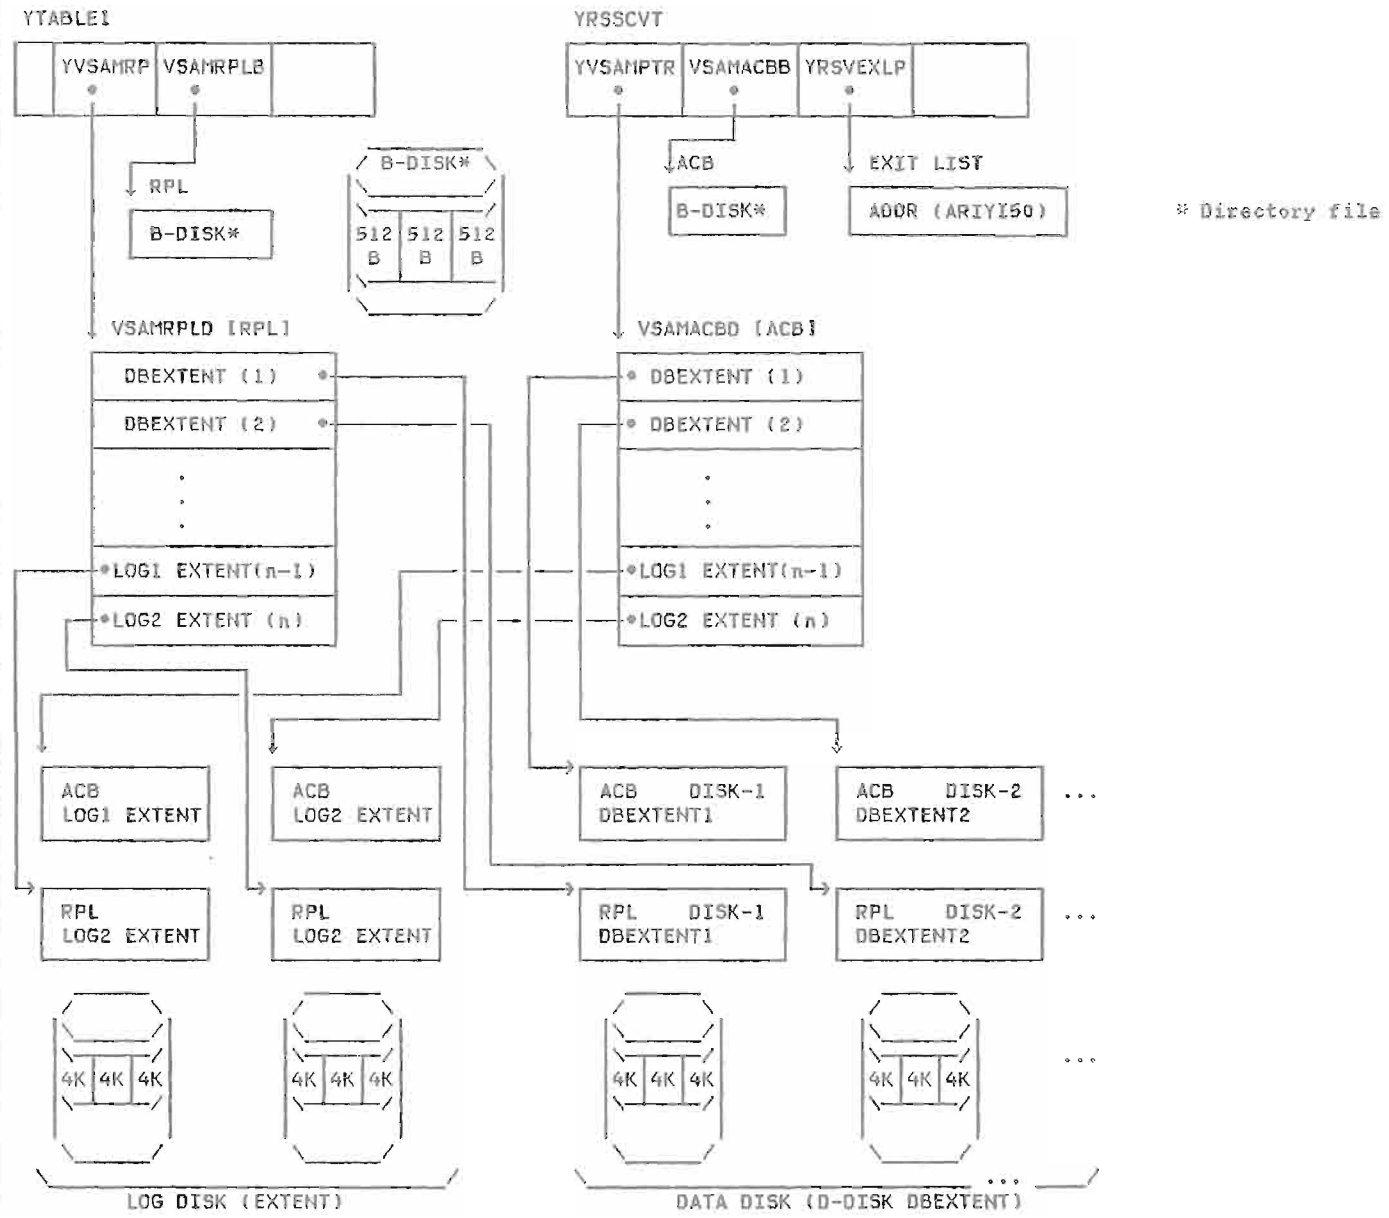 YTABLE1
YRSSCVT
YVSAMRP VSAMRPLB
YVSAMPTR VSAMACBB YRSVEXLP
B-DISK*
ACB
EXIT LIST
RPL
B-DISK*
ADDR (ARIYI50)
* Directory file
B-DISK*
512 512 512
B B B
VSAMRPLD [RPL]
VSAMACBD [ACB]
DBEXTENT (1)
DBEXTENT (1)
DBEXTENT (2)
DBEXTENT (2)
LOG1 EXTENT(n-1)
LOG1 EXTENT(n-1)
LOG2 EXTENT (n)
LOG2 EXTENT (n)
ACB
LOG1 EXTENT
ACB
LOG2 EXTENT
ACB DISK-1
DBEXTENT1
ACB DISK-2
DBEXTENT2
...
RPL
LOG2 EXTENT
RPL
LOG2 EXTENT
RPL DISK-1
DBEXTENT1
RPL DISK-2
DBEXTENT2
...
4K 4K 4K
4K 4K 4K
4K 4K 4K
4K 4K 4K
...
...
LOG DISK (EXTENT)
DATA DISK (D-DISK DBEXTENT)